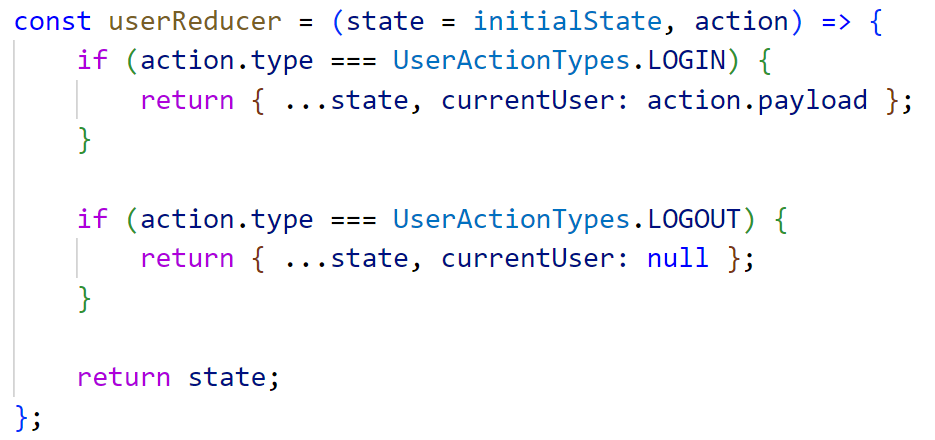 const userReducer = (state = initialState, action) => {
    if (action.type === UserActionTypes.LOGIN) {
        return { ...state, currentUser: action.payload };
    }

    if (action.type === UserActionTypes.LOGOUT) {
        return { ...state, currentUser: null };
    }

    return state;
};